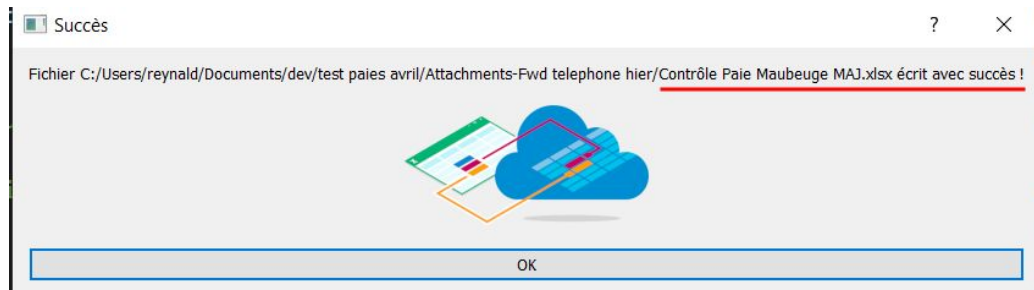 Succès
Fichier C:/Users/reynald/Documents/dev/test paies avril/Attachments-Fwd telephone hier/Contrôle Paie Maubeuge MAJ.xlsx écrit avec succès !
OK